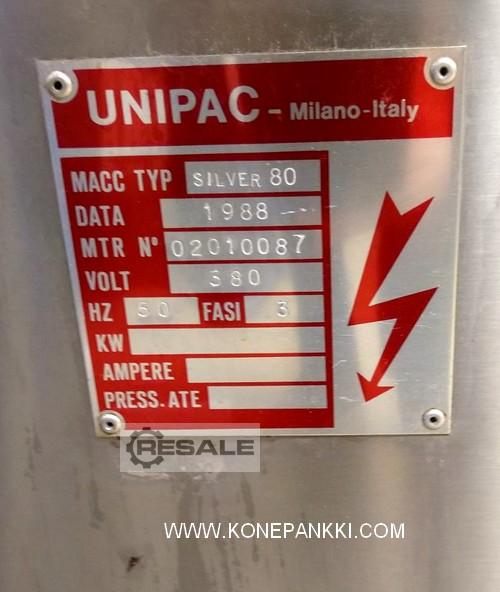 UNIPAC - Milano-Italy
MACC TYP SILVER 80
DATA 1988 -
MTR Nº 02010087
VOLT 380
HZ 50 FASI 3
KW
AMPERE
PRESS. ATE
RESALE
WWW.KONEPANKKI.COM